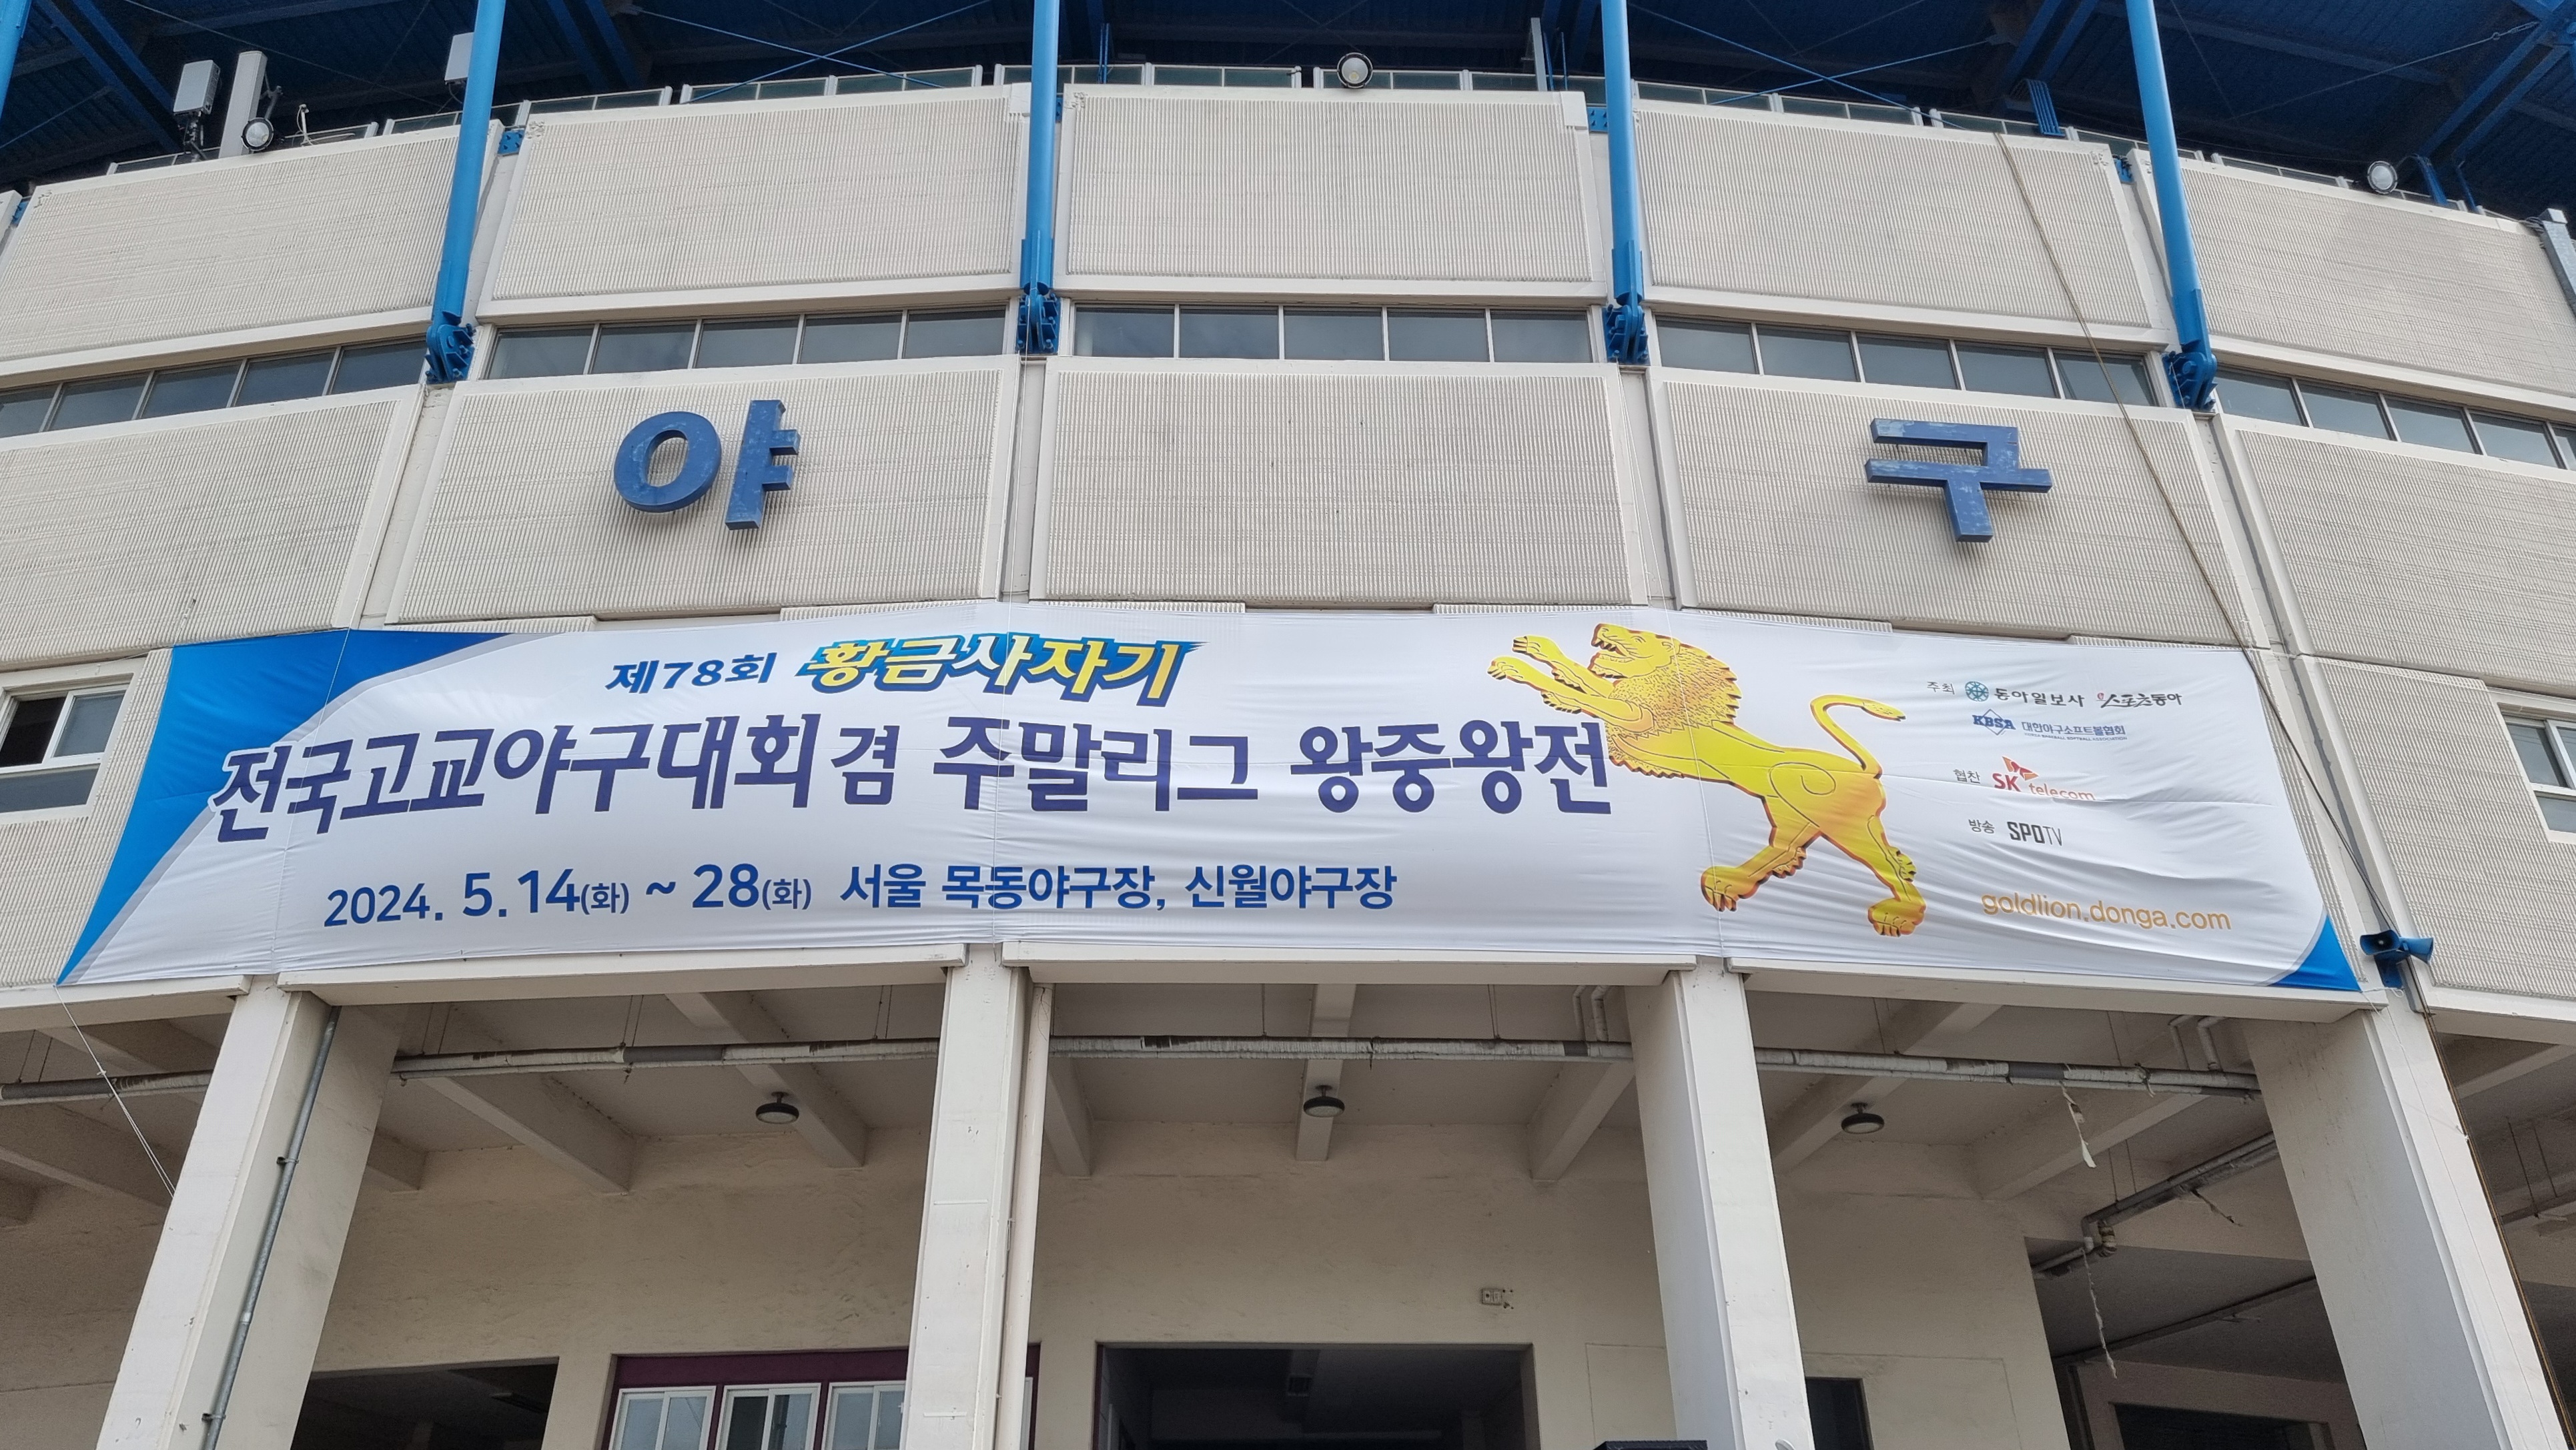 야 구
제78회 황금사자기
전국고교야구대회 겸 주말리그 왕중왕전
2024. 5. 14(화) ~ 28(화) 서울 목동야구장, 신월야구장
주최 동아일보사 스포츠동아
KBSA 대한야구소프트볼협회
협찬 SK telecom
방송 SPOTV
goldlion.donga.com